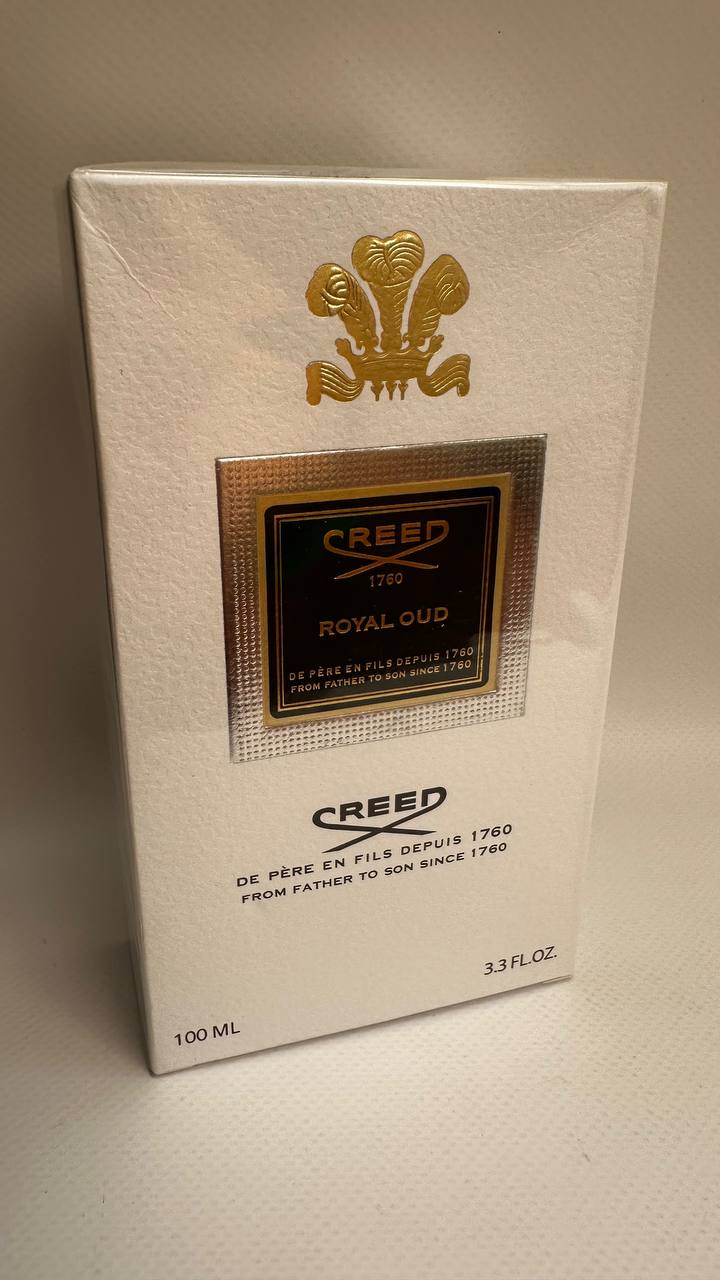 CREED
1760
ROYAL OUD
DE PÈRE EN FILS DEPUIS 1760
FROM FATHER TO SON SINCE 1760
CREED
DE PÈRE EN FILS DEPUIS 1760
FROM FATHER TO SON SINCE 1760
3.3 FL.OZ.
100 ML